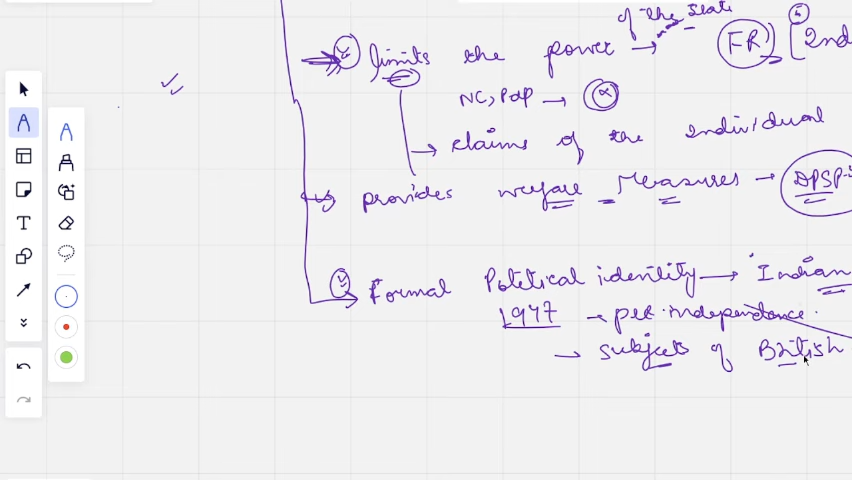 of the State
limits the power → FR [2nd
NC, PdP →
→ claims of the Individual
provides welfare Measures → DPSP
Formal Political identity → Indian
1947 → pre-independence.
→ subjects of British
T